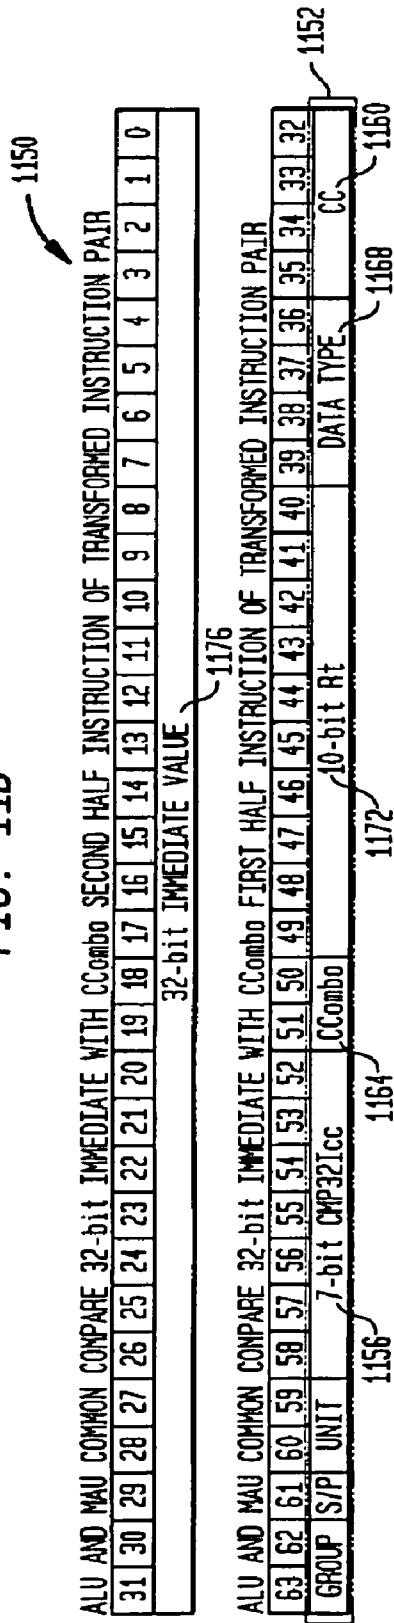 1150
ALU AND MAU COMMON COMPARE 32-bit IMMEDIATE WITH CCombo SECOND HALF INSTRUCTION OF TRANSFORMED INSTRUCTION PAIR
31 30 29 28 27 26 25 24 23 22 21 20 19 18 17 16 15 14 13 12 11 10 9 8 7 6 5 4 3 2 1 0
32-bit IMMEDIATE VALUE
1176
ALU AND MAU COMMON COMPARE 32-bit IMMEDIATE WITH CCombo FIRST HALF INSTRUCTION OF TRANSFORMED INSTRUCTION PAIR
63 62 61 60 59 58 57 56 55 54 53 52 51 50 49 48 47 46 45 44 43 42 41 40 39 38 37 36 35 34 33 32
GROUP S/P UNIT 7-bit CMP32Icc CCombo 10-bit Rt DATA TYPE CC
1152
1156 1164 1172 1168 1160